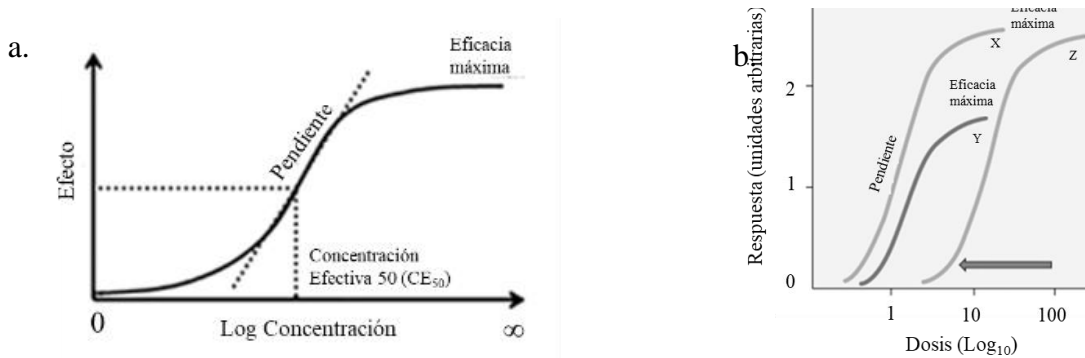 a.
Eficacia
máxima
Pendiente
Efecto
Concentración
Efectiva 50 (CE₅₀)
0
Log Concentración
∞
b.
Eficacia
máxima
X
Z
Eficacia
máxima
Y
Pendiente
Respuesta (unidades arbitrarias)
2
1
0
1
10
100
Dosis (Log₁₀)